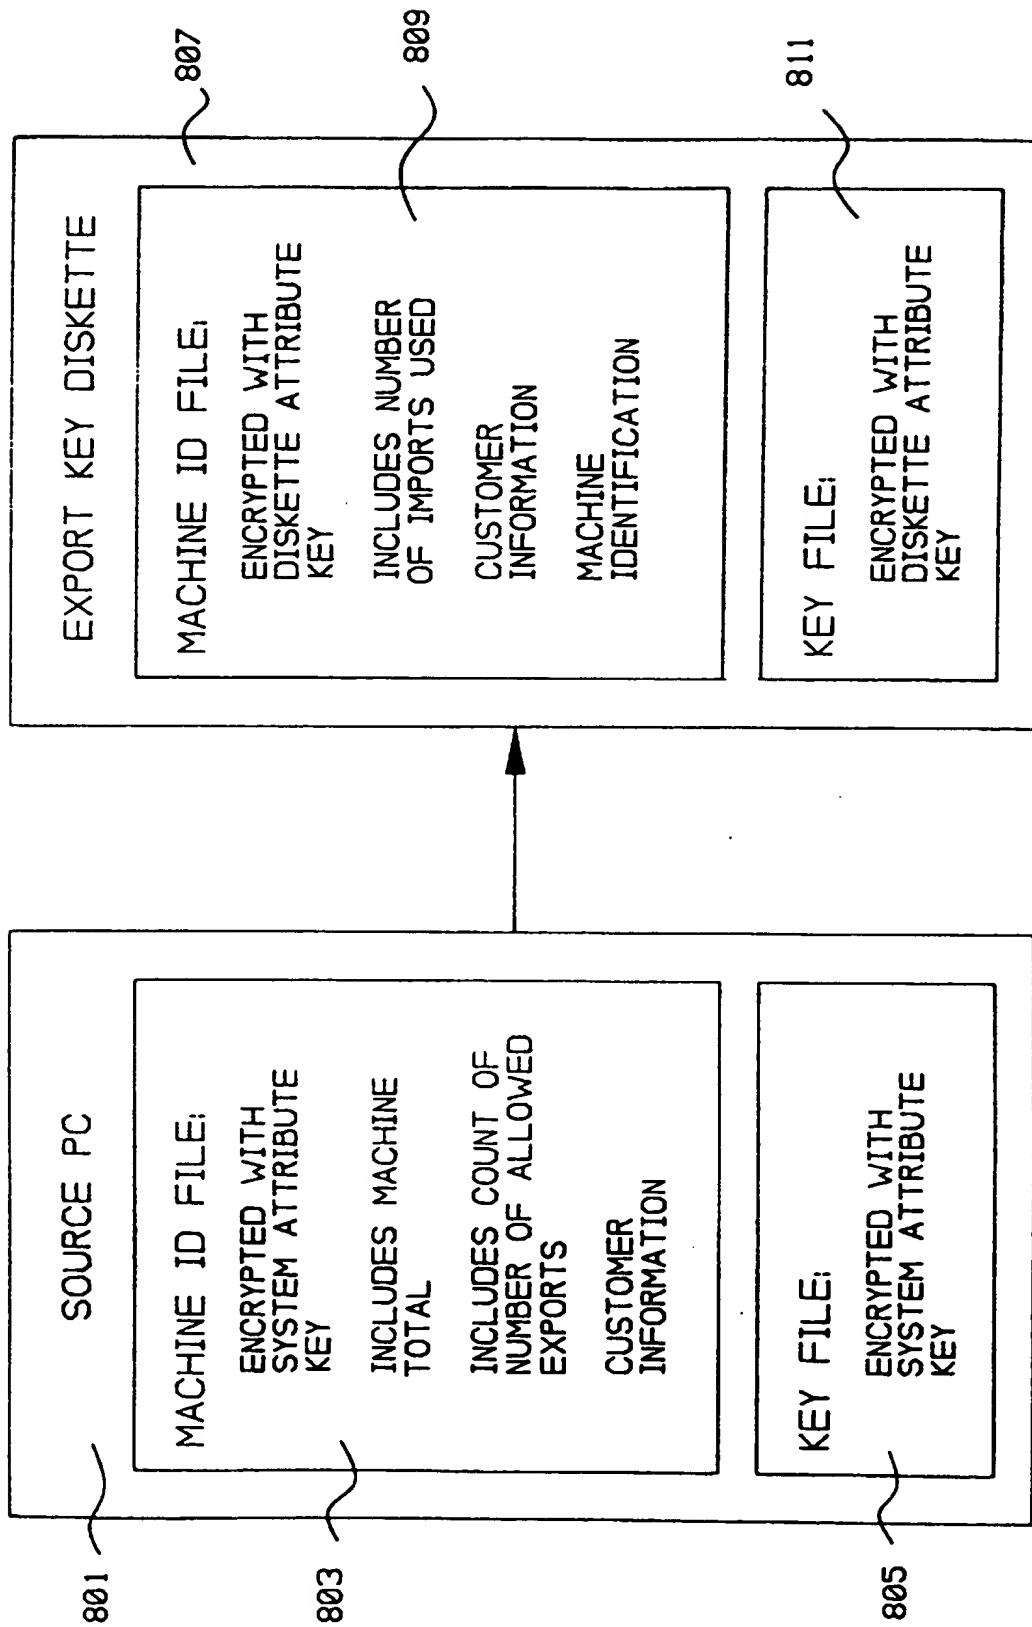 801
SOURCE PC
803
MACHINE ID FILE:
ENCRYPTED WITH
SYSTEM ATTRIBUTE
KEY
INCLUDES MACHINE
TOTAL
INCLUDES COUNT OF
NUMBER OF ALLOWED
EXPORTS
CUSTOMER
INFORMATION
805
KEY FILE:
ENCRYPTED WITH
SYSTEM ATTRIBUTE
KEY
807
EXPORT KEY DISKETTE
809
MACHINE ID FILE:
ENCRYPTED WITH
DISKETTE ATTRIBUTE
KEY
INCLUDES NUMBER
OF IMPORTS USED
CUSTOMER
INFORMATION
MACHINE
IDENTIFICATION
811
KEY FILE:
ENCRYPTED WITH
DISKETTE ATTRIBUTE
KEY